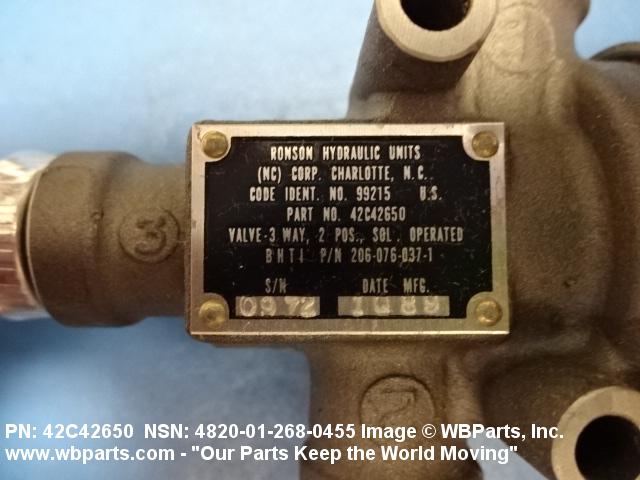 RONSON HYDRAULIC UNITS
(NC) CORP. CHARLOTTE, N.C.
CODE IDENT. NO. 99215 U.S.
PART NO. 42C42650
VALVE-3 WAY, 2 POS., SOL. OPERATED
BHTI P/N 206-076-037-1
S/N DATE MFG.
0972 1Q89
3
2
PN: 42C42650 NSN: 4820-01-268-0455 Image © WBParts, Inc.
www.wbparts.com - "Our Parts Keep the World Moving"